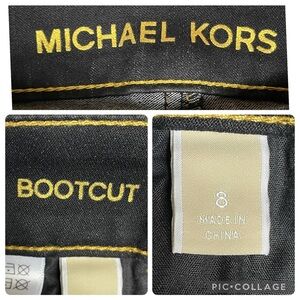 MICHAEL KORS
BOOTCUT
8
MADE IN
CHINA
PIC•COLLAGE